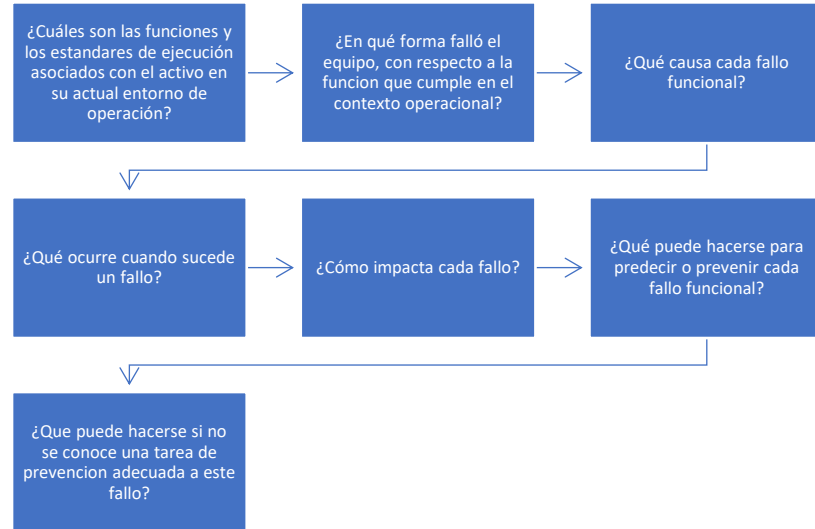 ¿Cuáles son las funciones y
los estandares de ejecución
asociados con el activo en
su actual entorno de
operación?
¿En qué forma falló el
equipo, con respecto a la
funcion que cumple en el
contexto operacional?
¿Qué causa cada fallo
funcional?
¿Qué ocurre cuando sucede
un fallo?
¿Cómo impacta cada fallo?
¿Qué puede hacerse para
predecir o prevenir cada
fallo funcional?
¿Que puede hacerse si no
se conoce una tarea de
prevencion adecuada a este
fallo?